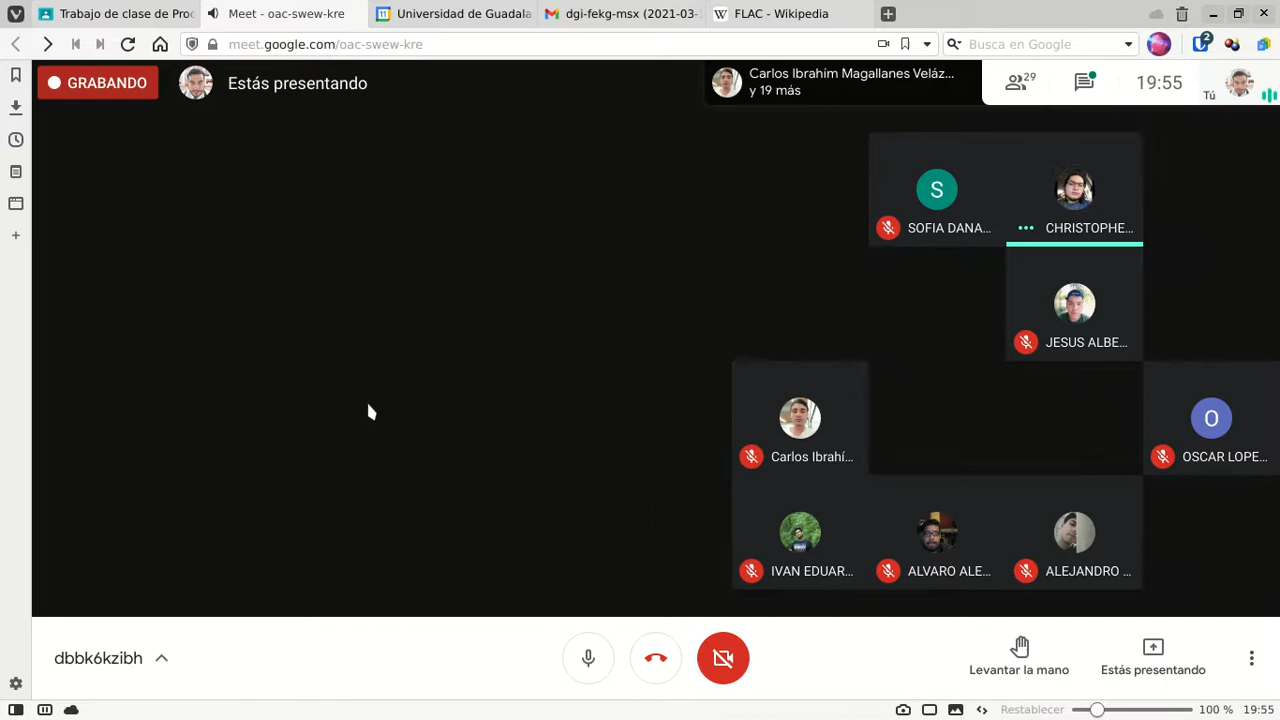 Trabajo de clase de Pro
Meet - oac-swew-kre
Universidad de Guadala
dgi-fekg-msx (2021-03-
FLAC - Wikipedia
meet.google.com/oac-swew-kre
Busca en Google
2
GRABANDO
Estás presentando
Carlos Ibrahím Magallanes Veláz...
y 19 más
29
19:55
Tú
S
SOFIA DANA...
CHRISTOPHE...
JESUS ALBE...
Carlos Ibrahí...
O
OSCAR LOPE...
IVAN EDUAR...
ALVARO ALE...
ALEJANDRO ...
dbbk6kzibh
Levantar la mano
Estás presentando
Restablecer
100 %
19:55